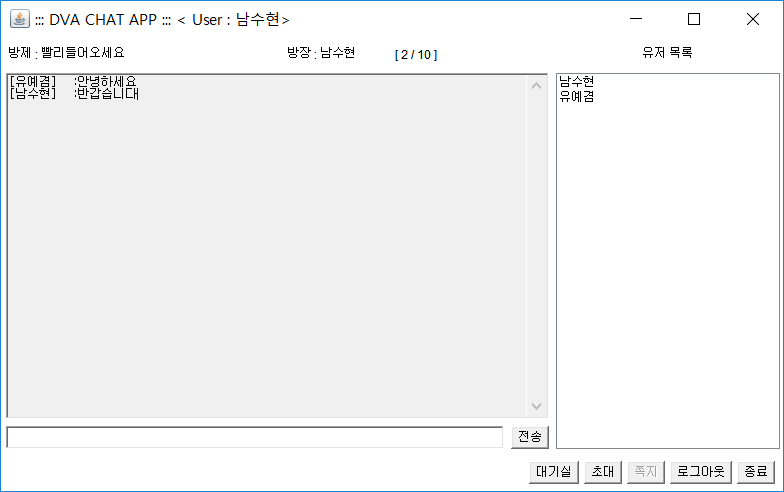 ::: DVA CHAT APP ::: < User : 남수현>
방제 : 빨리들어오세요 방장 : 남수현 [ 2 / 10 ] 유저 목록
[유예겸] :안녕하세요
[남수현] :반갑습니다
남수현
유예겸
전송
대기실 초대 쪽지 로그아웃 종료